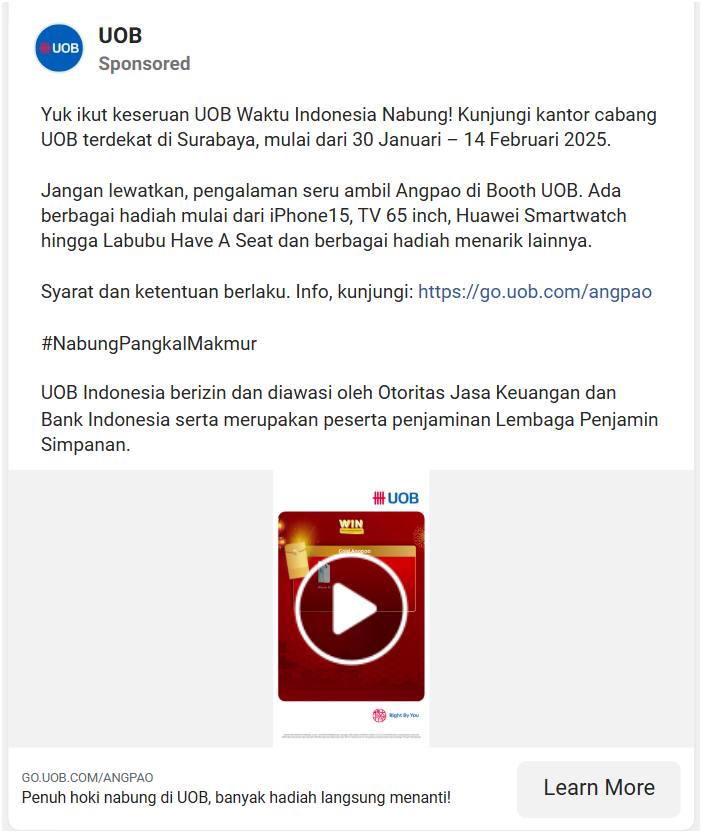 UOB
UOB
Sponsored
Yuk ikut keseruan UOB Waktu Indonesia Nabung! Kunjungi kantor cabang
UOB terdekat di Surabaya, mulai dari 30 Januari – 14 Februari 2025.
Jangan lewatkan, pengalaman seru ambil Angpao di Booth UOB. Ada
berbagai hadiah mulai dari iPhone15, TV 65 inch, Huawei Smartwatch
hingga Labubu Have A Seat dan berbagai hadiah menarik lainnya.
Syarat dan ketentuan berlaku. Info, kunjungi: https://go.uob.com/angpao
#NabungPangkalMakmur
UOB Indonesia berizin dan diawasi oleh Otoritas Jasa Keuangan dan
Bank Indonesia serta merupakan peserta penjaminan Lembaga Penjamin
Simpanan.
UOB
WIN
Gold Angpao
Right By You
GO.UOB.COM/ANGPAO
Penuh hoki nabung di UOB, banyak hadiah langsung menanti!
Learn More